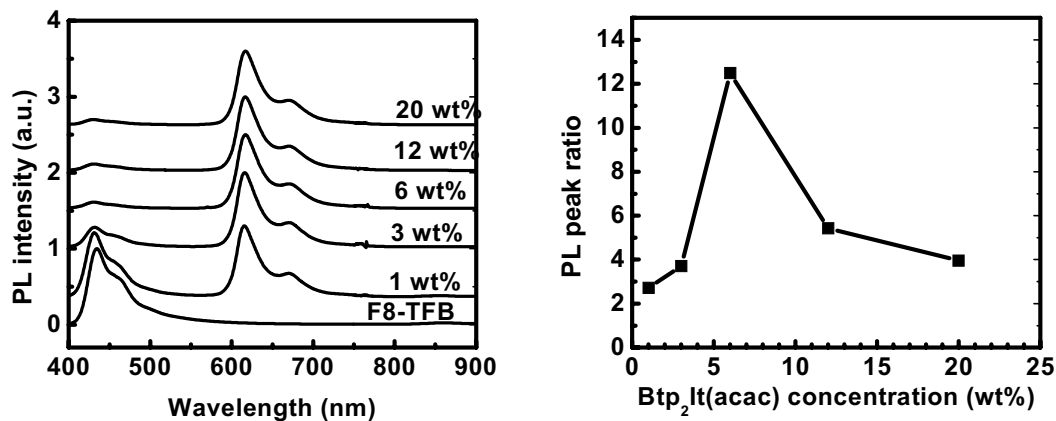 PL intensity (a.u.)
4
3
2
1
0
20 wt%
12 wt%
6 wt%
3 wt%
1 wt%
F8-TFB
400 500 600 700 800 900
Wavelength (nm)
PL peak ratio
14
12
10
8
6
4
2
0
0 5 10 15 20 25
Btp₂It(acac) concentration (wt%)